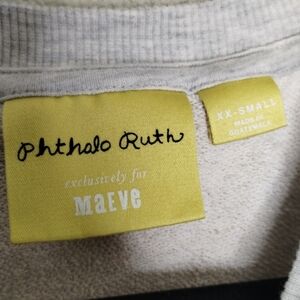 Phthalo Ruth
exclusively for
MAEVE
XX-SMALL
MADE IN
GUATEMALA